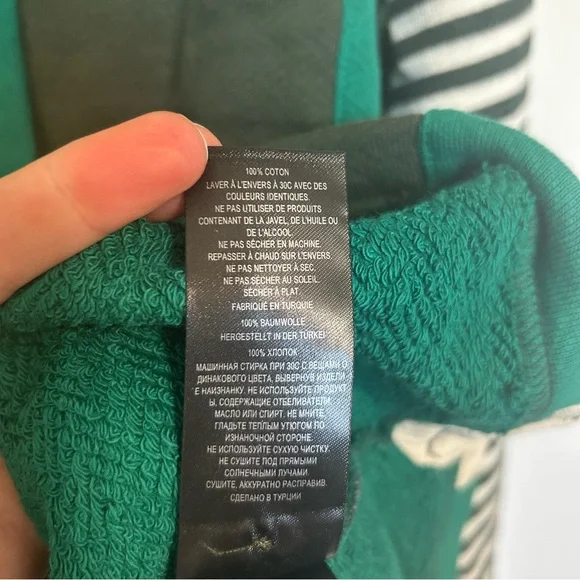 100% COTON
LAVER À L'ENVERS À 30C AVEC DES
COULEURS IDENTIQUES.
NE PAS UTILISER DE PRODUITS
CONTENANT DE LA JAVEL, DE L'HUILE OU
DE L'ALCOOL.
NE PAS SÉCHER EN MACHINE.
REPASSER À CHAUD SUR L'ENVERS.
NE PAS NETTOYER À SEC.
NE PAS SÉCHER AU SOLEIL.
SÉCHER À PLAT.
FABRIQUÉ EN TURQUIE
100% BAUMWOLLE
HERGESTELLT IN DER TÜRKEI
100% ХЛОПОК
МАШИННАЯ СТИРКА ПРИ 30С С ВЕЩАМИ О
ДИНАКОВОГО ЦВЕТА, ВЫВЕРНУВ ИЗДЕЛИ
Е НАИЗНАНКУ. НЕ ИСПОЛЬЗУЙТЕ ПРОДУКТ
Ы, СОДЕРЖАЩИЕ ОТБЕЛИВАТЕЛИ,
МАСЛО ИЛИ СПИРТ. НЕ МНИТЕ.
ГЛАДЬТЕ ТЕПЛЫМ УТЮГОМ ПО
ИЗНАНОЧНОЙ СТОРОНЕ.
НЕ ИСПОЛЬЗУЙТЕ СУХУЮ ЧИСТКУ.
НЕ СУШИТЕ ПОД ПРЯМЫМИ
СОЛНЕЧНЫМИ ЛУЧАМИ.
СУШИТЕ, АККУРАТНО РАСПРАВИВ.
СДЕЛАНО В ТУРЦИИ